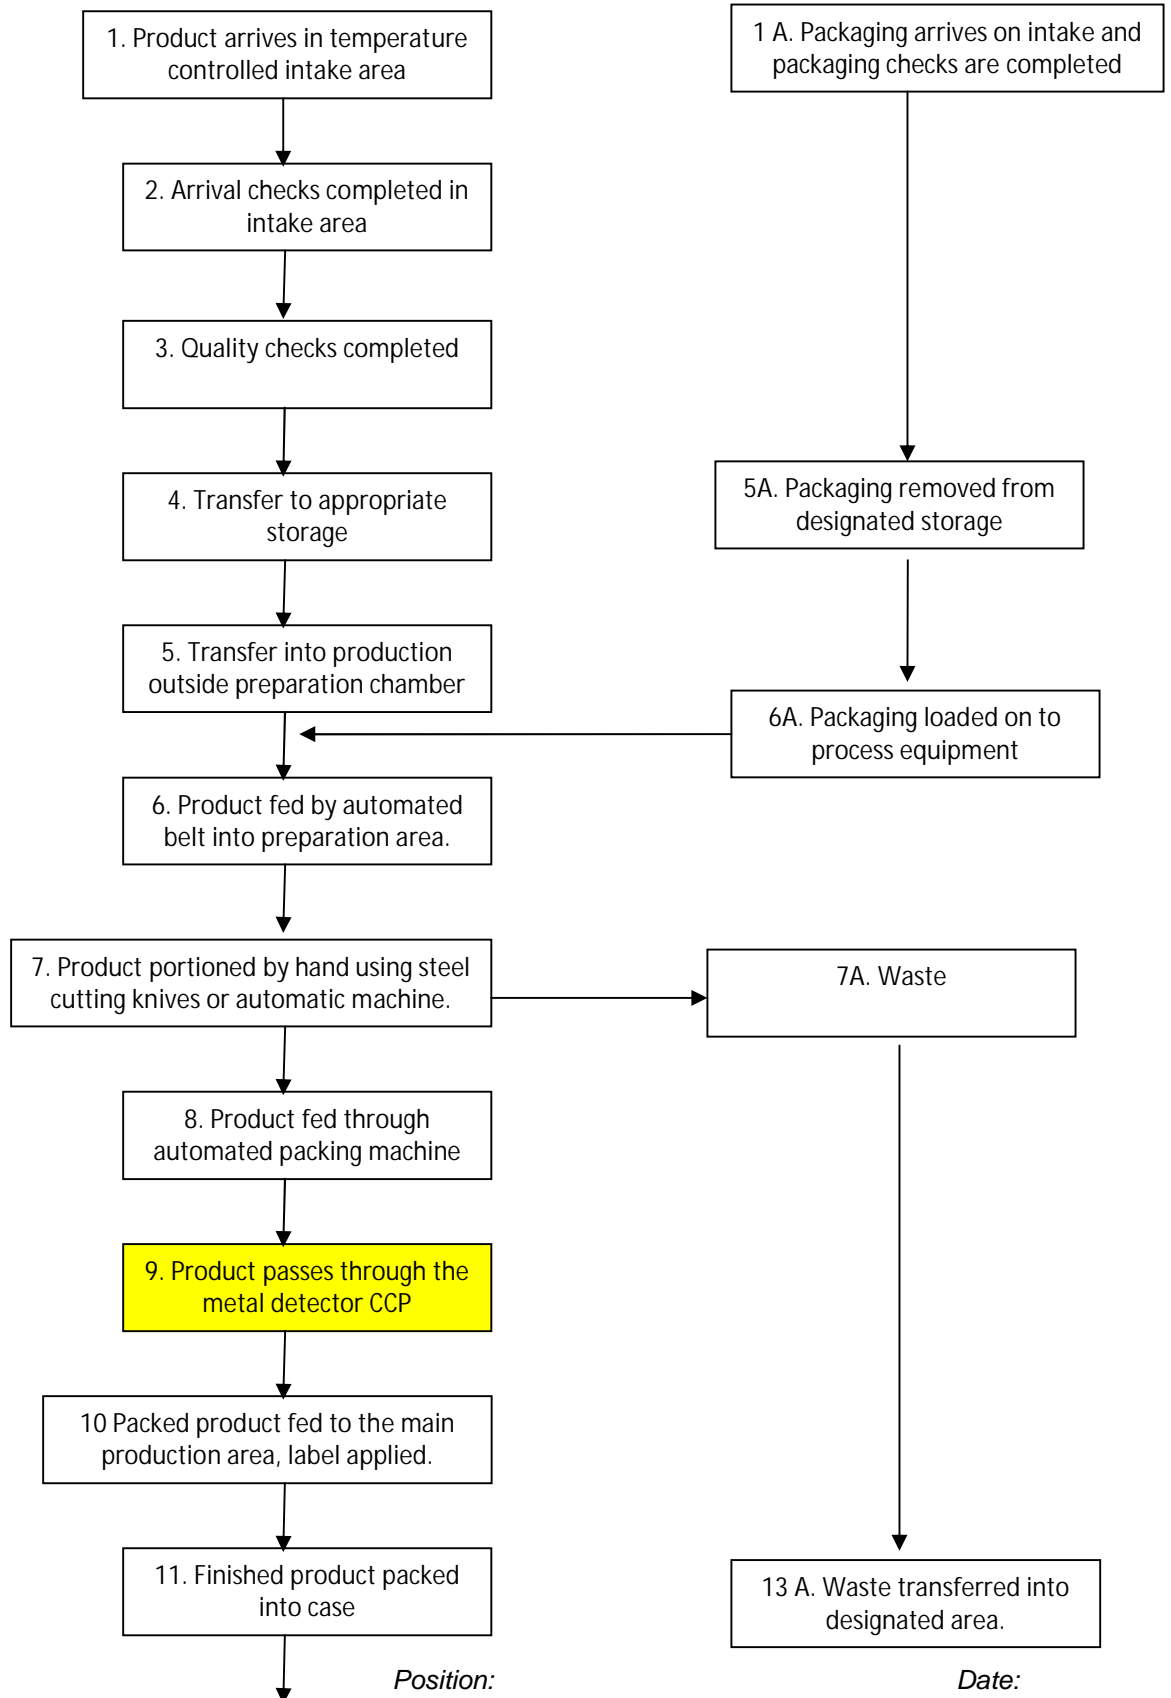 1. Product arrives in temperature
controlled intake area
1 A. Packaging arrives on intake and
packaging checks are completed
2. Arrival checks completed in
intake area
3. Quality checks completed
4. Transfer to appropriate
storage
5A. Packaging removed from
designated storage
5. Transfer into production
outside preparation chamber
6A. Packaging loaded on to
process equipment
6. Product fed by automated
belt into preparation area.
7. Product portioned by hand using steel
cutting knives or automatic machine.
7A. Waste
8. Product fed through
automated packing machine
9. Product passes through the
metal detector CCP
10 Packed product fed to the main
production area, label applied.
11. Finished product packed
into case
13 A. Waste transferred into
designated area.
Position:
Date: